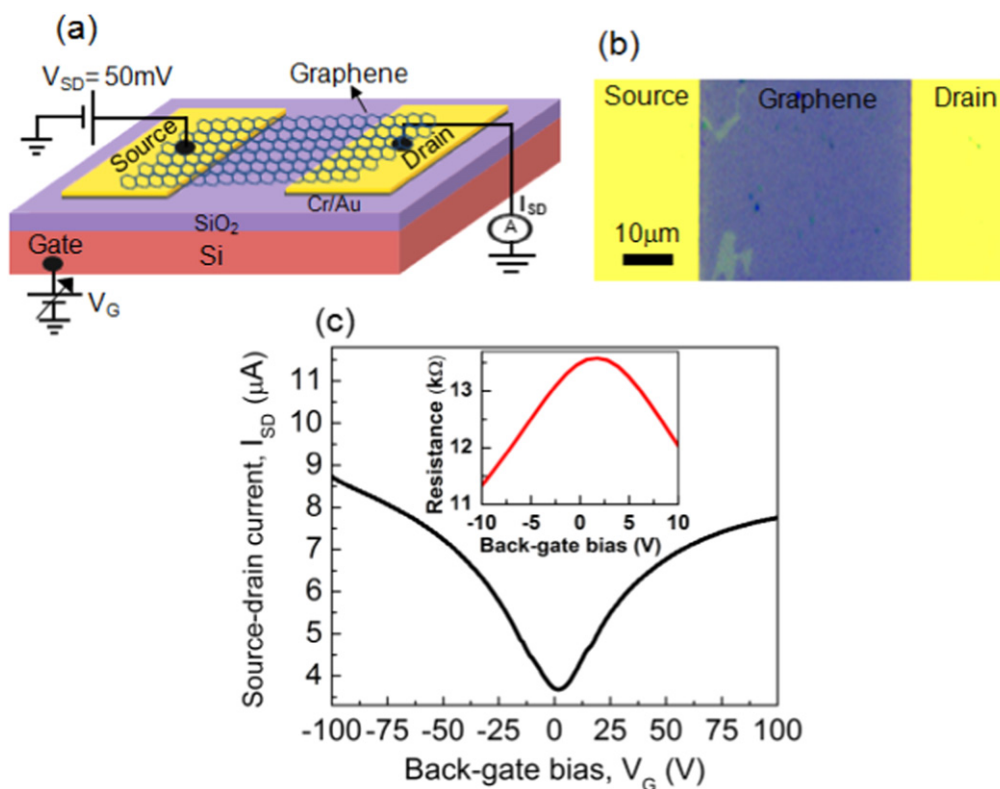 (a)
V_SD= 50mV
Graphene
Source
Drain
Cr/Au
I_SD
A
SiO₂
Gate
Si
V_G
(b)
Source Graphene Drain
10μm
(c)
Source-drain current, I_SD (μA)
11
10
9
8
7
6
5
4
-100 -75 -50 -25 0 25 50 75 100
Back-gate bias, V_G (V)
Resistance (kΩ)
13
12
11
-10 -5 0 5 10
Back-gate bias (V)